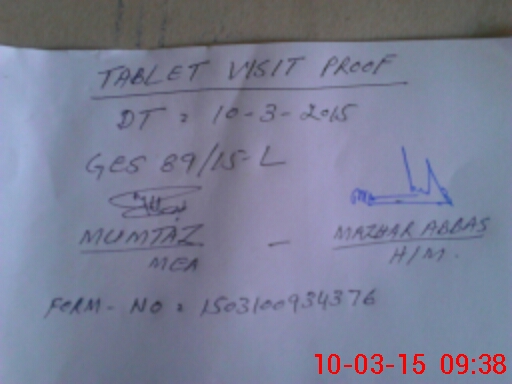 TABLET VISIT PROOF
DT : 10-3-2015
GES 89/15-L
MUMTAZ - MAZHAR ABBAS
MEA H/M.
FORM- NO : 1503100934376
10-03-15 09:38